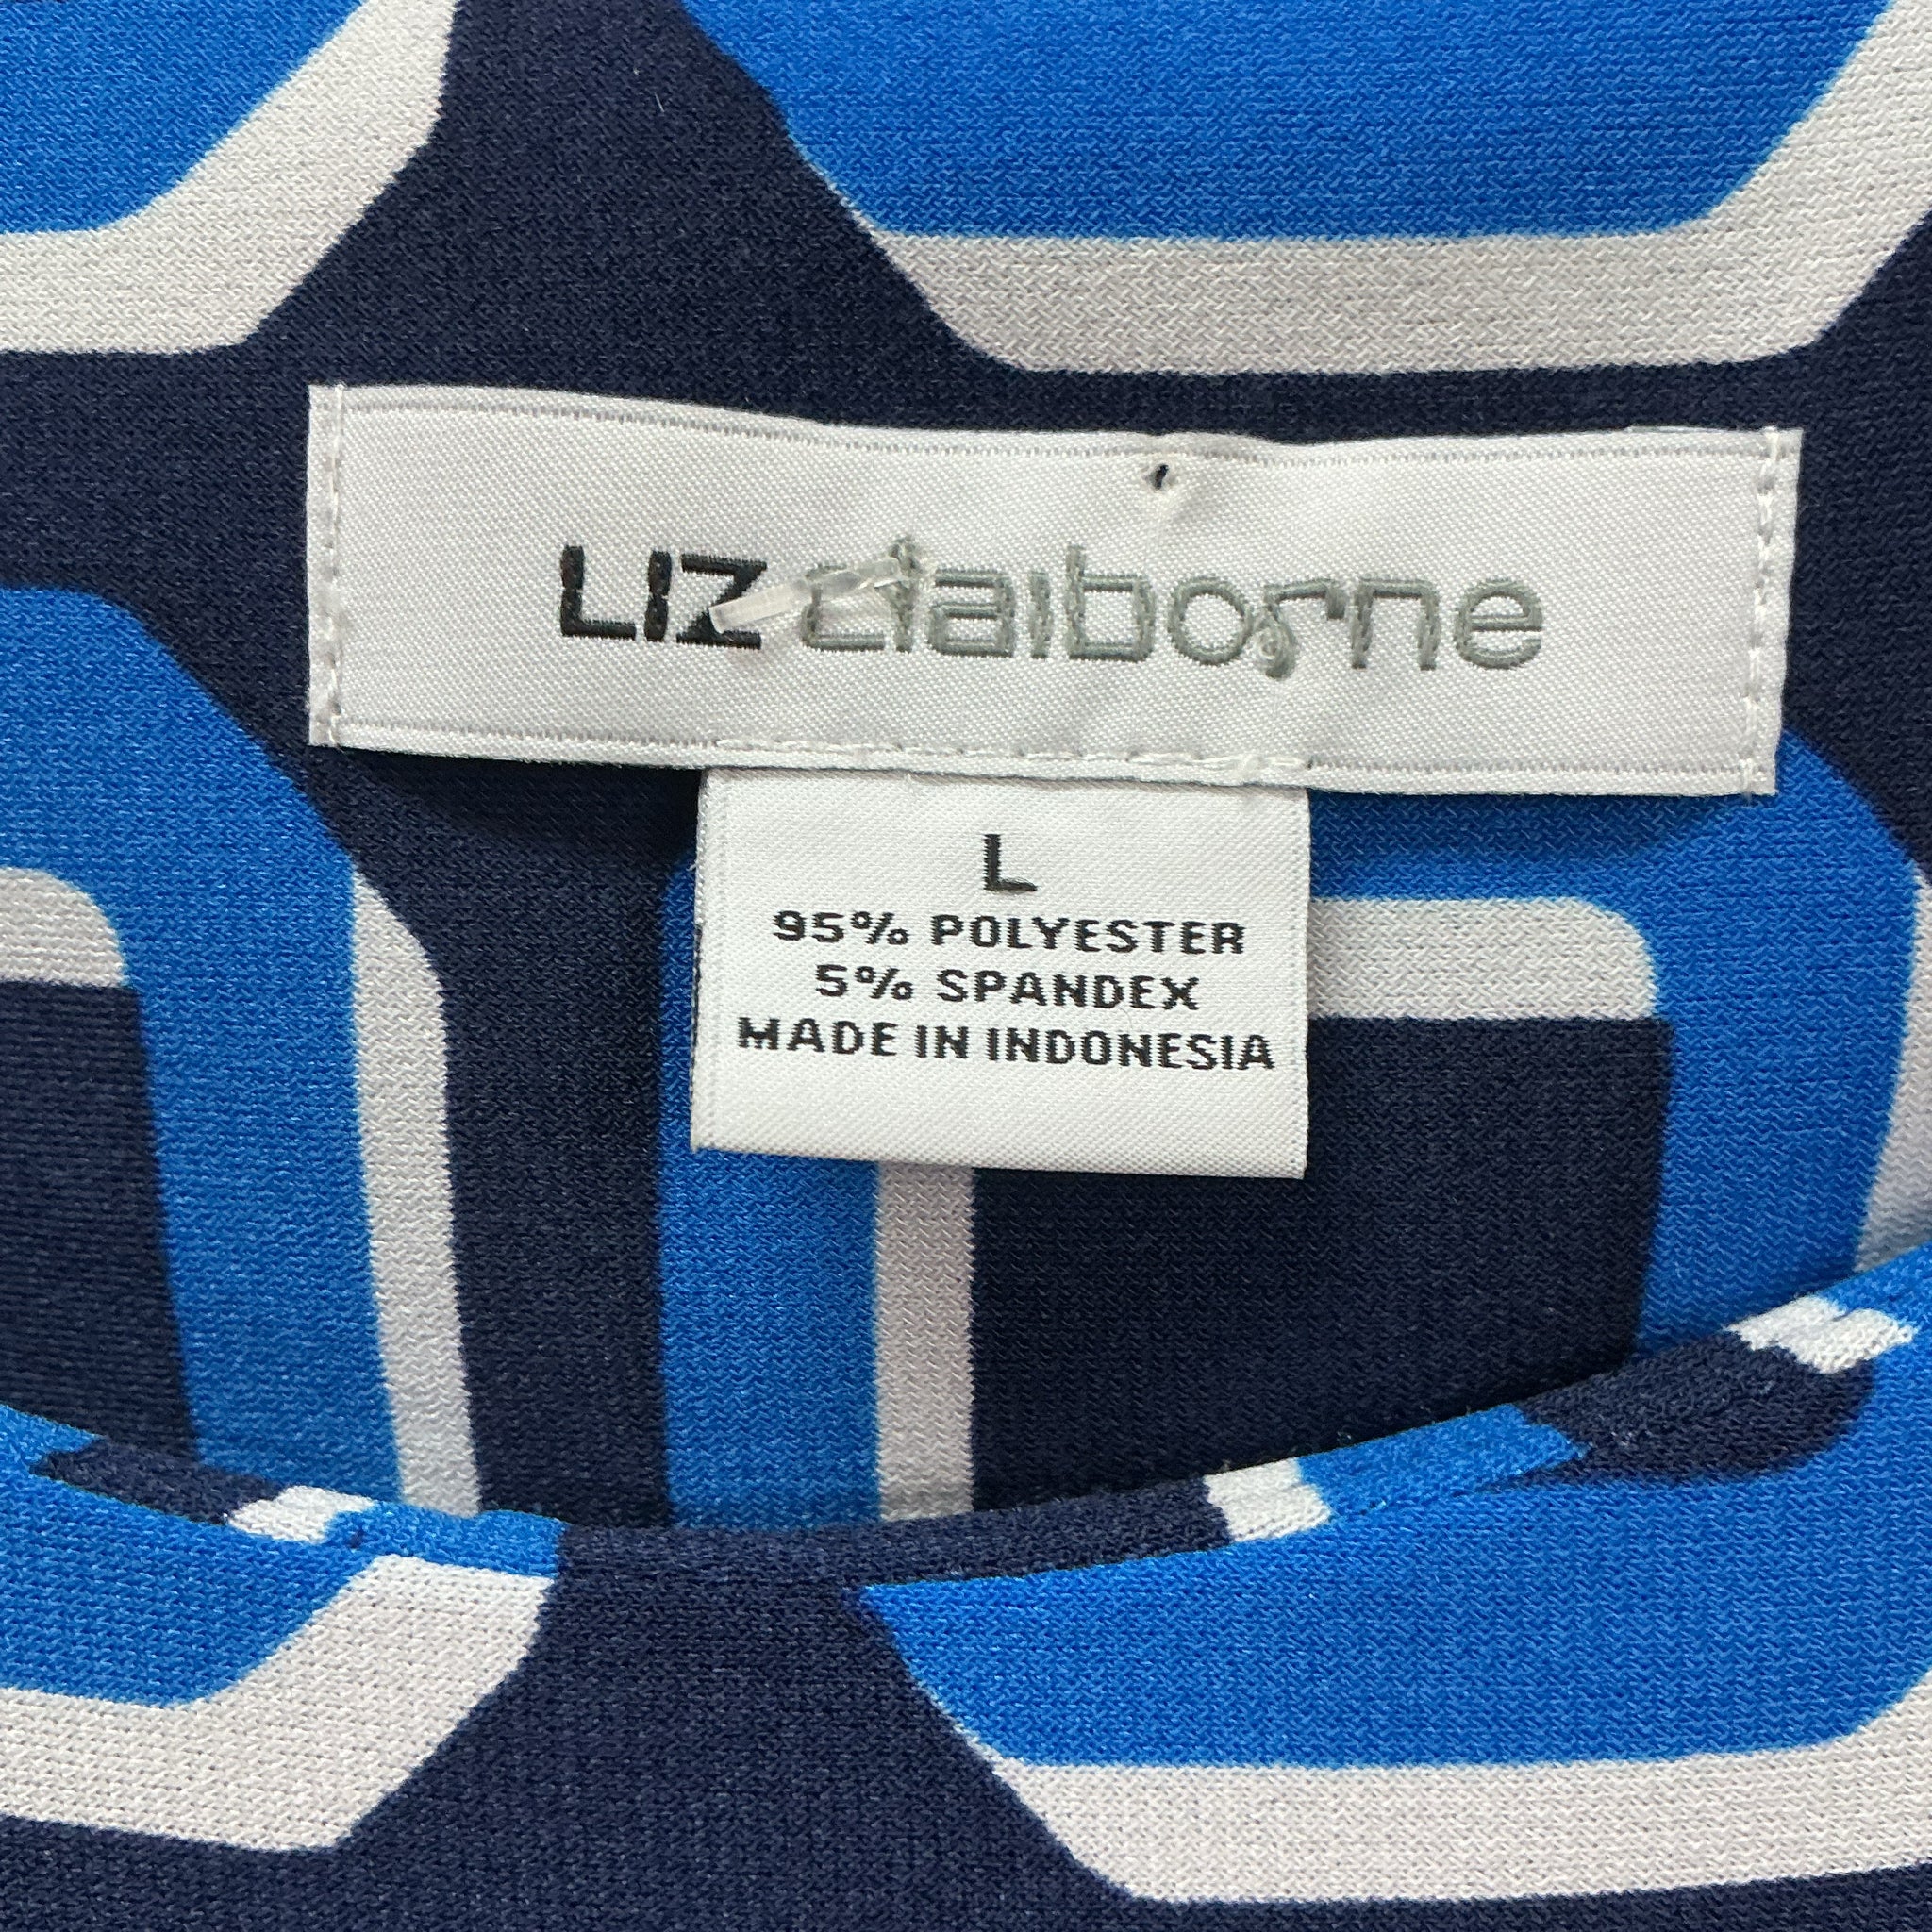 LIZ claiborne
L
95% POLYESTER
5% SPANDEX
MADE IN INDONESIA